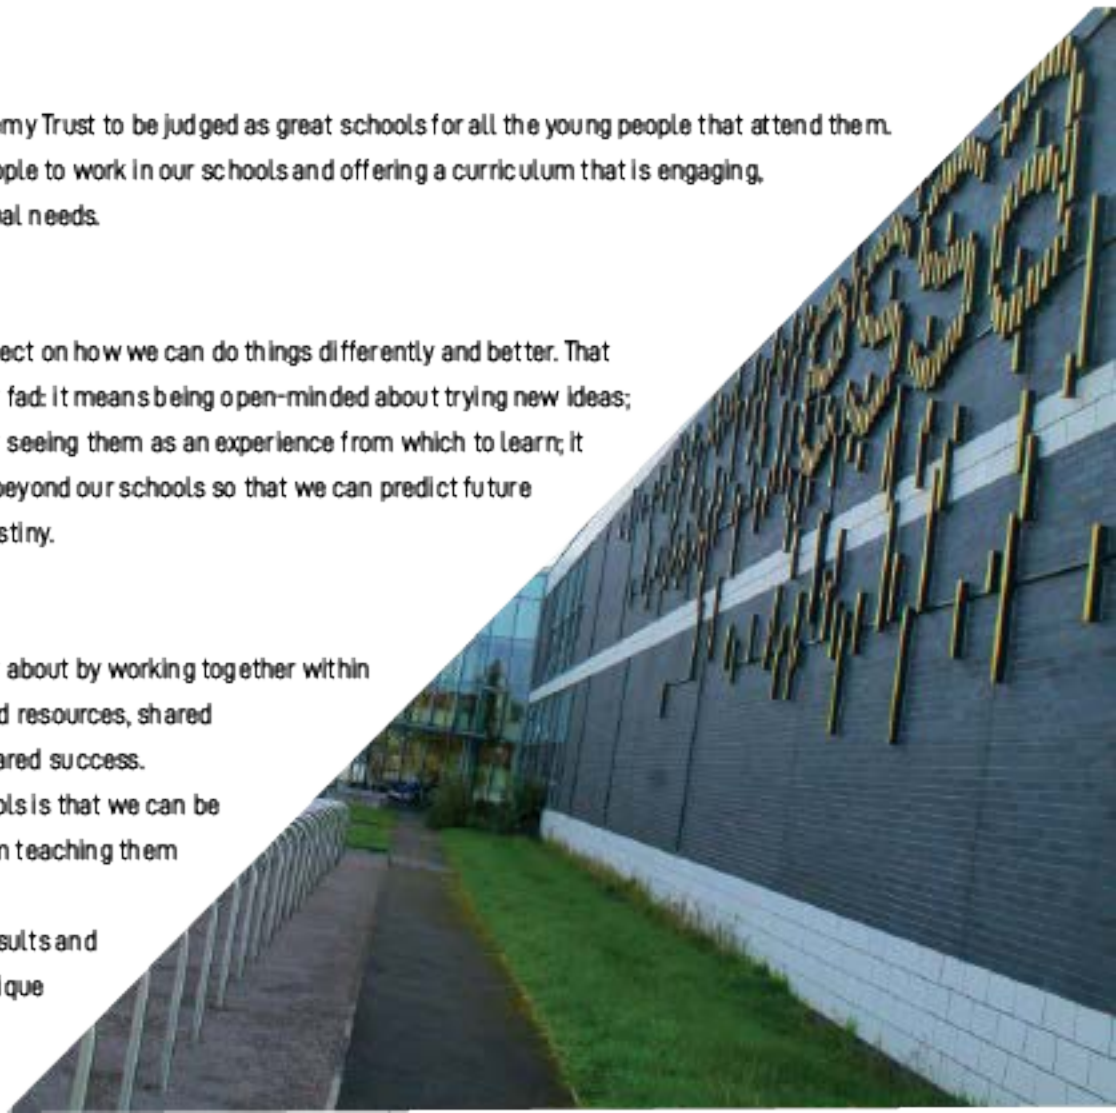 my Trust to be judged as great schools for all the young people that attend them.
ple to work in our schools and offering a curriculum that is engaging,
al needs.
ect on how we can do things differently and better. That
fad: it means being open-minded about trying new ideas;
seeing them as an experience from which to learn; it
beyond our schools so that we can predict future
stiny.
about by working together within
d resources, shared
ared success.
ols is that we can be
n teaching them
sults and
ique